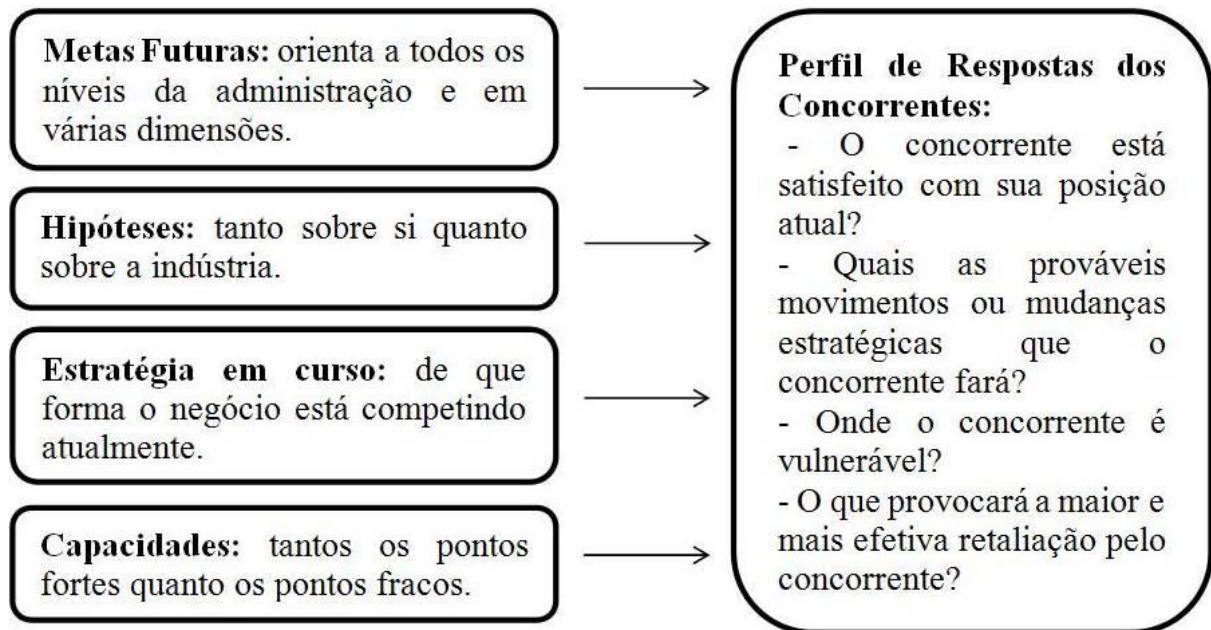 Metas Futuras: orienta a todos os
níveis da administração e em
várias dimensões.
Hipóteses: tanto sobre si quanto
sobre a indústria.
Estratégia em curso: de que
forma o negócio está competindo
atualmente.
Capacidades: tantos os pontos
fortes quanto os pontos fracos.
Perfil de Respostas dos
Concorrentes:
- O concorrente está
satisfeito com sua posição
atual?
- Quais as prováveis
movimentos ou mudanças
estratégicas que o
concorrente fará?
- Onde o concorrente é
vulnerável?
- O que provocará a maior e
mais efetiva retaliação pelo
concorrente?